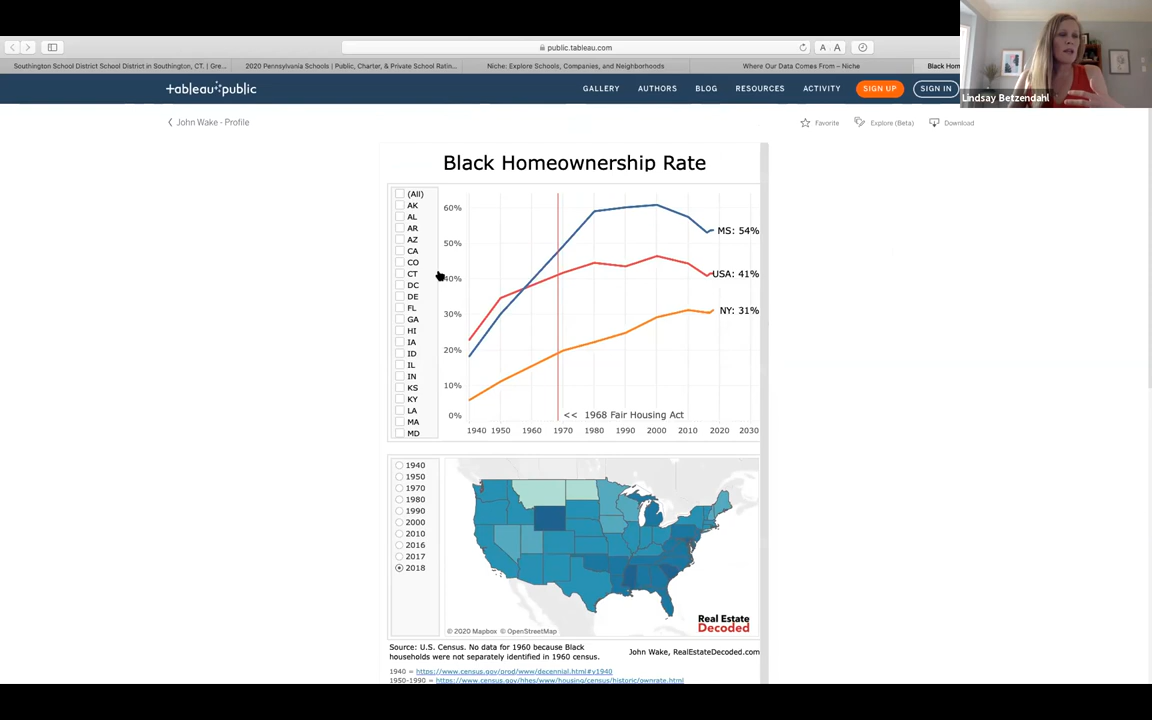 public.tableau.com
A A
Southington School District School District in Southington, CT. | Gre...
2020 Pennsylvania Schools | Public, Charter, & Private School Ratin...
Niche: Explore Schools, Companies, and Neighborhoods
Where Our Data Comes From – Niche
Black Hom
Lindsay Betzendahl
tableau public
GALLERY
AUTHORS
BLOG
RESOURCES
ACTIVITY
SIGN UP
SIGN IN
John Wake - Profile
Favorite
Explore (Beta)
Download
Black Homeownership Rate
(All)
AK
AL
AR
AZ
CA
CO
CT
DC
DE
FL
GA
HI
IA
ID
IL
IN
KS
KY
LA
MA
MD
60%
50%
40%
30%
20%
10%
0%
MS: 54%
USA: 41%
NY: 31%
<< 1968 Fair Housing Act
1940 1950 1960 1970 1980 1990 2000 2010 2020 2030
1940
1950
1970
1980
1990
2000
2010
2016
2017
2018
Real Estate
Decoded
© 2020 Mapbox © OpenStreetMap
Source: U.S. Census. No data for 1960 because Black
households were not separately identified in 1960 census.
John Wake, RealEstateDecoded.com
1940 = https://www.census.gov/prod/www/decennial.html#y1940
1950-1990 = https://www.census.gov/hhes/www/housing/census/historic/ownrate.html